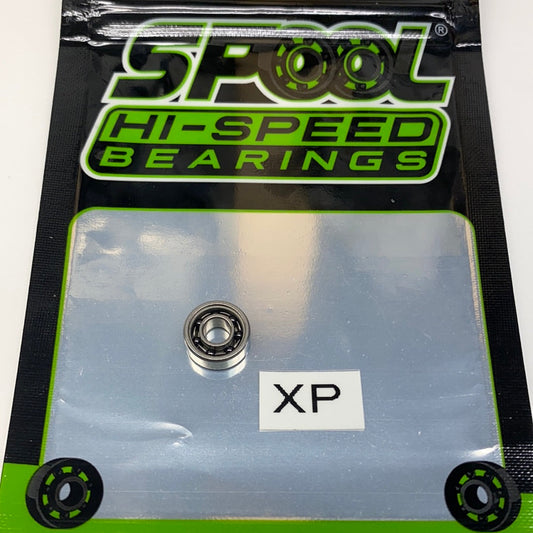 SPOOL®
HI-SPEED
BEARINGS
XP